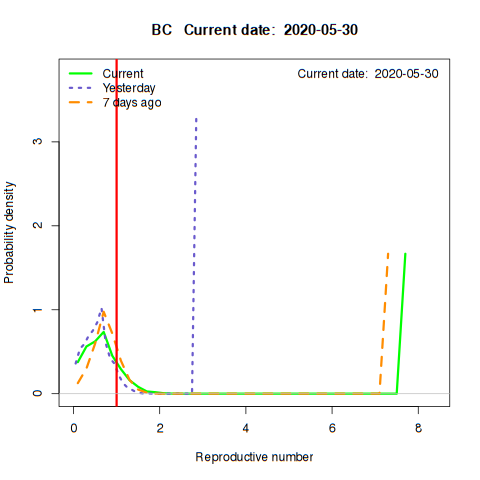 BC   Current date:  2020-05-30
Current
Yesterday
7 days ago
Current date:  2020-05-30
Probability density
3
2
1
0
0
2
4
6
8
Reproductive number